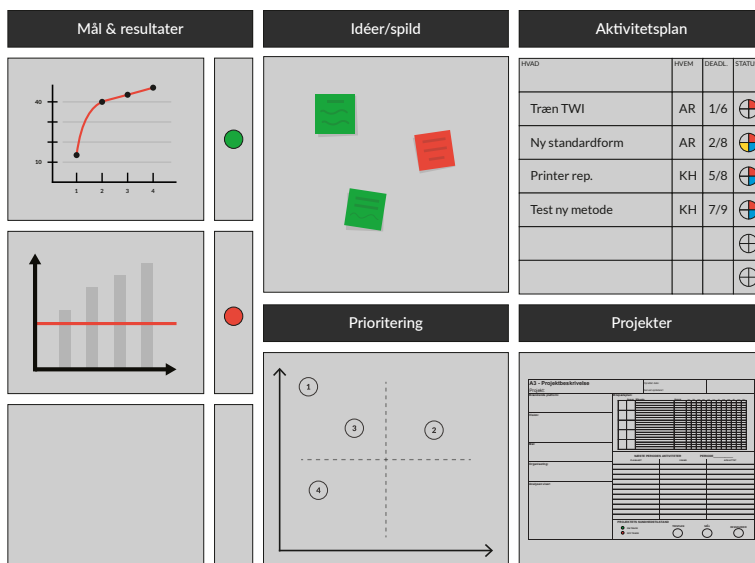 Mål & resultater
40
10
1 2 3 4
Idéer/spild
Aktivitetsplan
HVAD HVEM DEADL. STATU
Træn TWI AR 1/6
Ny standardform AR 2/8
Printer rep. KH 5/8
Test ny metode KH 7/9
Prioritering
1
3
2
4
Projekter
A3 - Projektbeskrivelse
Projekt